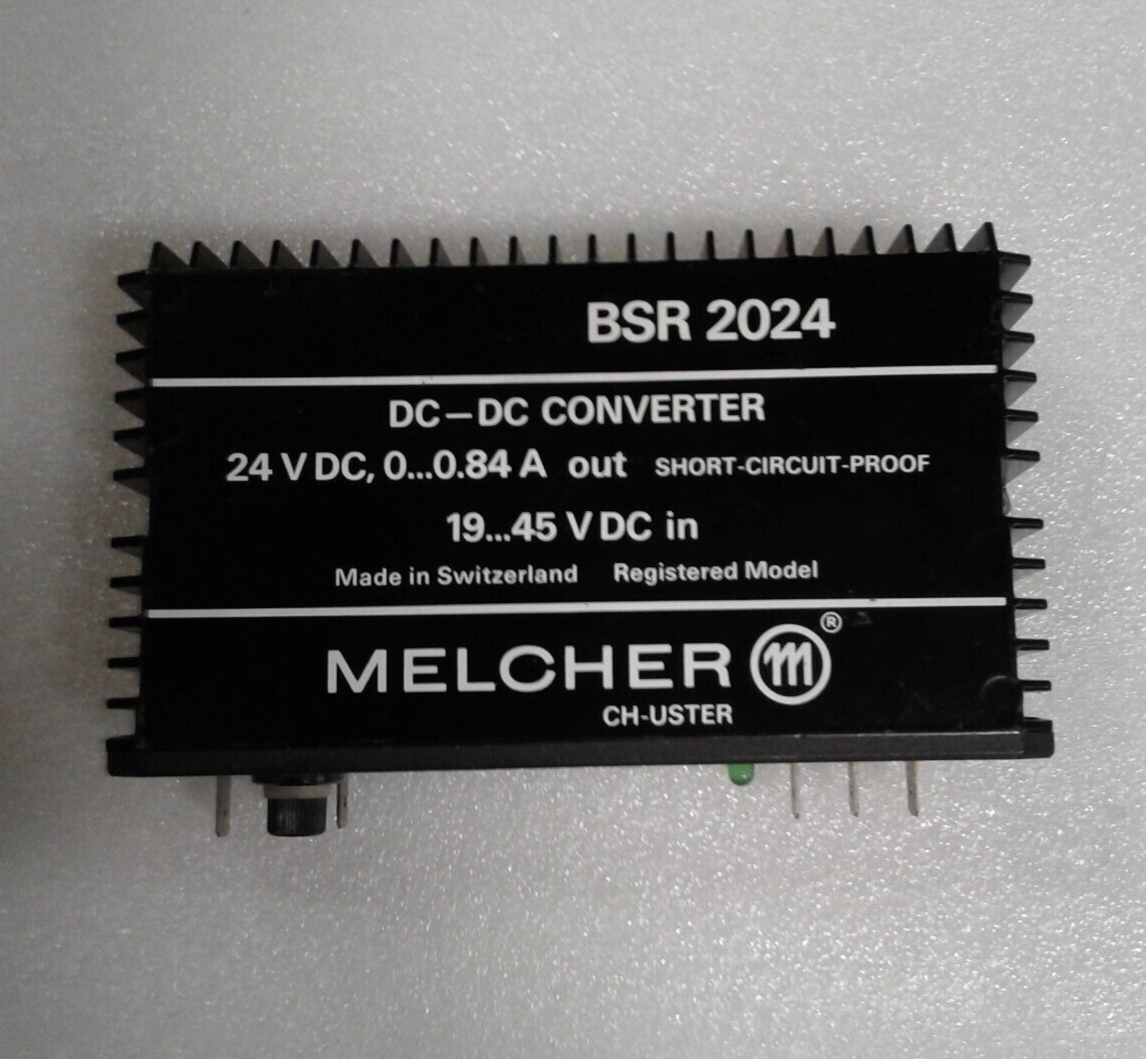 BSR 2024
DC–DC CONVERTER
24 V DC, 0...0.84 A out SHORT-CIRCUIT-PROOF
19...45 V DC in
Made in Switzerland Registered Model
MELCHER m ®
CH-USTER